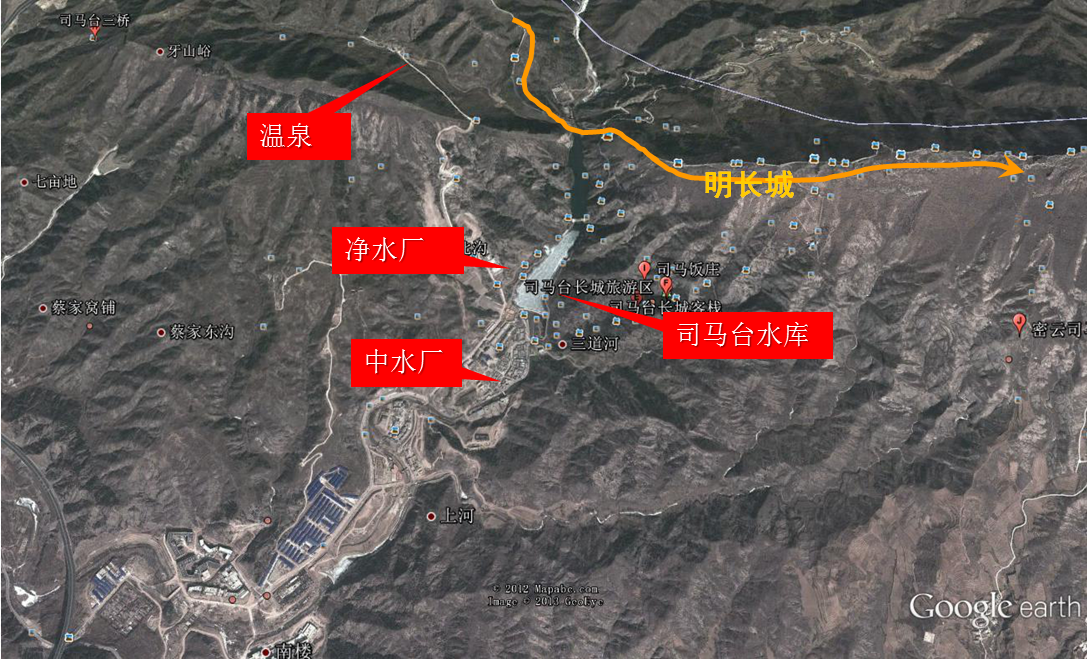 司马台三桥
牙山峪
温泉
七亩地
明长城
净水厂
北沟
司马饭庄
司马台长城旅游区
司马台长城客栈
蔡家窝铺
蔡家东沟
三道河
司马台水库
密云司
中水厂
上河
© 2012 Mapabc.com
Image © 2013 GeoEye
Google earth
南楼